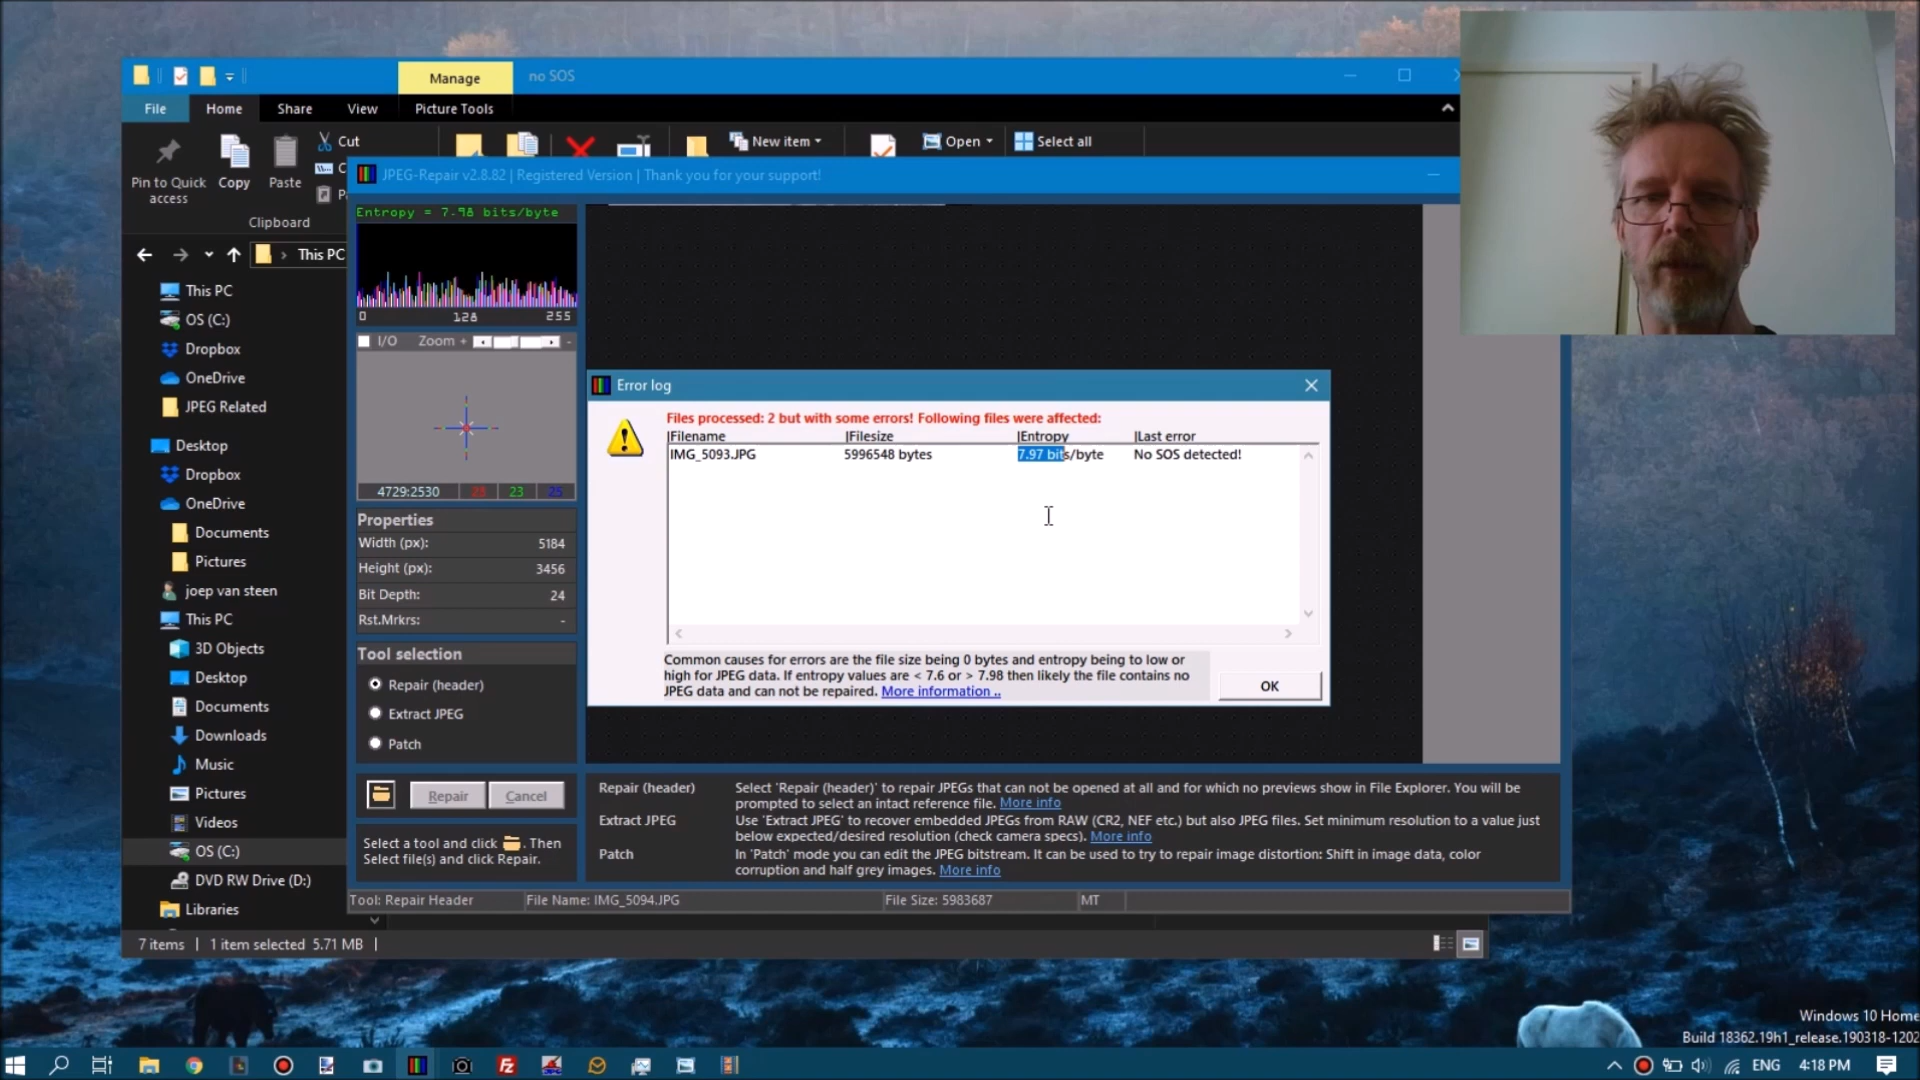 Manage
no SOS
File
Home
Share
View
Picture Tools
Pin to Quick
access
Copy
Paste
Cut
New item
Open
Select all
Clipboard
JPEG-Repair v2.8.82 | Registered Version | Thank you for your support!
This PC
This PC
OS (C:)
Dropbox
OneDrive
JPEG Related
Desktop
Dropbox
OneDrive
Documents
Pictures
joep van steen
This PC
3D Objects
Desktop
Documents
Downloads
Music
Pictures
Videos
OS (C:)
DVD RW Drive (D:)
Libraries
7 items | 1 item selected 5.71 MB |
Entropy = 7.98 bits/byte
0 128 255
I/O Zoom + -
4729:2530 25 23 25
Properties
Width (px): 5184
Height (px): 3456
Bit Depth: 24
Rst.Mrkrs: -
Tool selection
Repair (header)
Extract JPEG
Patch
Repair
Cancel
Select a tool and click . Then
Select file(s) and click Repair.
Error log
Files processed: 2 but with some errors! Following files were affected:
|Filename |Filesize |Entropy |Last error
IMG_5093.JPG 5996548 bytes 7.97 bits/byte No SOS detected!
Common causes for errors are the file size being 0 bytes and entropy being to low or
high for JPEG data. If entropy values are < 7.6 or > 7.98 then likely the file contains no
JPEG data and can not be repaired. More information ..
OK
Repair (header) Select 'Repair (header)' to repair JPEGs that can not be opened at all and for which no previews show in File Explorer. You will be
prompted to select an intact reference file. More info
Extract JPEG Use 'Extract JPEG' to recover embedded JPEGs from RAW (CR2, NEF etc.) but also JPEG files. Set minimum resolution to a value just
below expected/desired resolution (check camera specs). More info
Patch In 'Patch' mode you can edit the JPEG bitstream. It can be used to try to repair image distortion: Shift in image data, color
corruption and half grey images. More info
Tool: Repair Header File Name: IMG_5094.JPG File Size: 5983687 MT
Windows 10 Home
Build 18362.19h1_release.190318-1202
ENG 4:18 PM